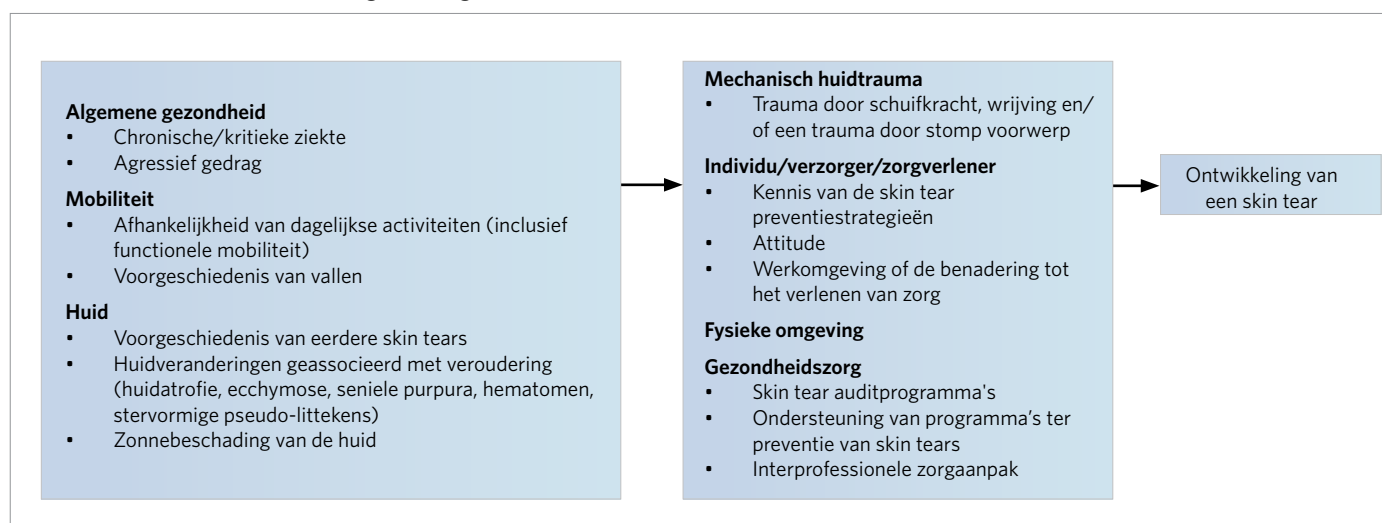 Algemene gezondheid
• Chronische/kritieke ziekte
• Agressief gedrag
Mobiliteit
• Afhankelijkheid van dagelijkse activiteiten (inclusief
functionele mobiliteit)
• Voorgeschiedenis van vallen
Huid
• Voorgeschiedenis van eerdere skin tears
• Huidveranderingen geassocieerd met veroudering
(huidatrofie, ecchymose, seniele purpura, hematomen,
stervormige pseudo-littekens)
• Zonnebeschading van de huid
Mechanisch huidtrauma
• Trauma door schuifkracht, wrijving en/
of een trauma door stomp voorwerp
Individu/verzorger/zorgverlener
• Kennis van de skin tear
preventiestrategieën
• Attitude
• Werkomgeving of de benadering tot
het verlenen van zorg
Fysieke omgeving
Gezondheidszorg
• Skin tear auditprogramma's
• Ondersteuning van programma’s ter
preventie van skin tears
• Interprofessionele zorgaanpak
Ontwikkeling van
een skin tear